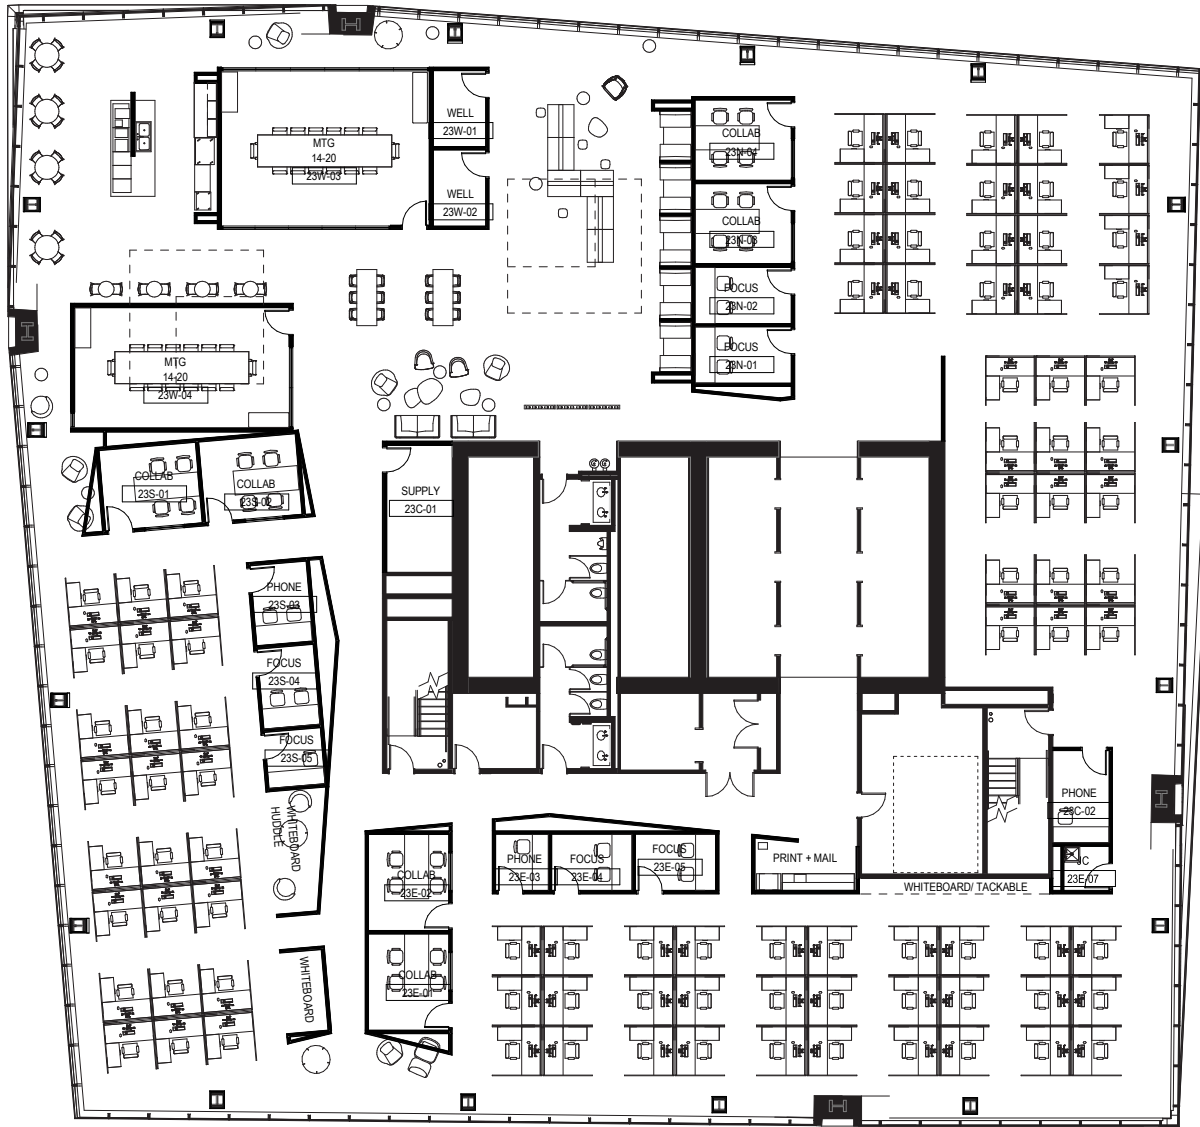 WELL
23W-01
MTG
14-20
23W-03
WELL
23W-02
COLLAB
23N-04
COLLAB
23N-03
FOCUS
23N-02
FOCUS
23N-01
MTG
14-20
23W-04
COLLAB
23S-01
COLLAB
23S-02
SUPPLY
23C-01
PHONE
23S-03
FOCUS
23S-04
FOCUS
23S-05
WHITEBOARD
HUDDLE
WHITEBOARD
COLLAB
23E-02
COLLAB
23E-01
PHONE
23E-03
FOCUS
23E-04
FOCUS
23E-05
PRINT + MAIL
WHITEBOARD/ TACKABLE
PHONE
23C-02
JC
23E-07